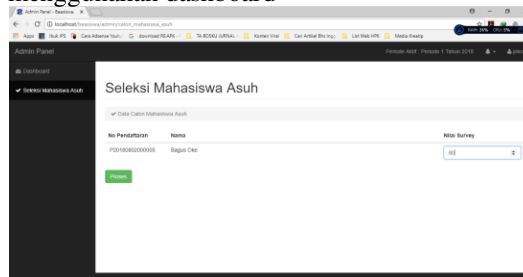 menggunakan dashboard
Admin Panel - Beasiswa
localhost/beasiswa/admin/calon_mahasiswa_asuh
Apps
Admin Panel
Periode Aktif : Periode 1 Tahun 2018
Dashboard
Seleksi Mahasiswa Asuh
Seleksi Mahasiswa Asuh
Data Calon Mahasiswa Asuh
No Pendaftaran Nama Nilai Survey
P20180802000005 Bagus Oke 80
Proses